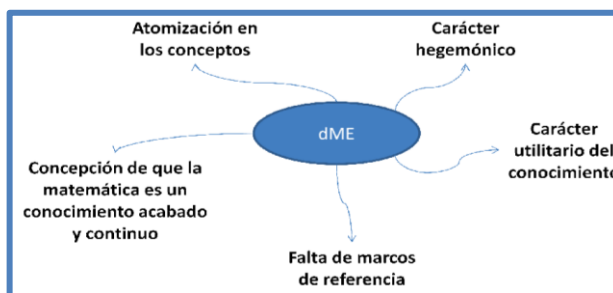 Atomización en
los conceptos
Carácter
hegemónico
dME
Carácter
utilitario del
conocimiento
Concepción de que la
matemática es un
conocimiento acabado
y continuo
Falta de marcos
de referencia